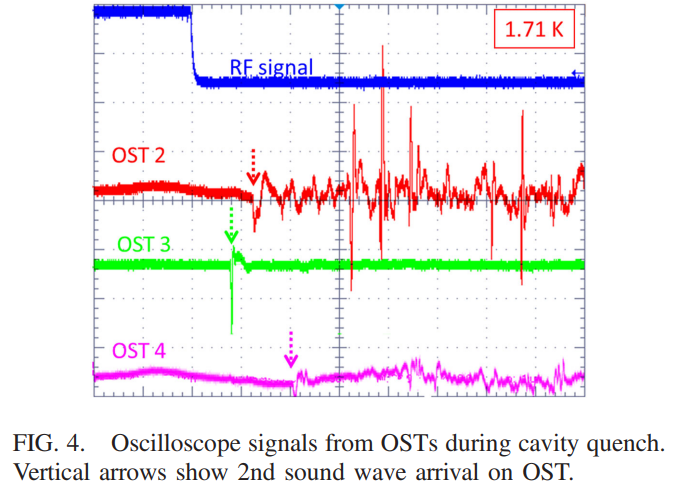 1.71 K
RF signal
OST 2
OST 3
OST 4
FIG. 4. Oscilloscope signals from OSTs during cavity quench.
Vertical arrows show 2nd sound wave arrival on OST.